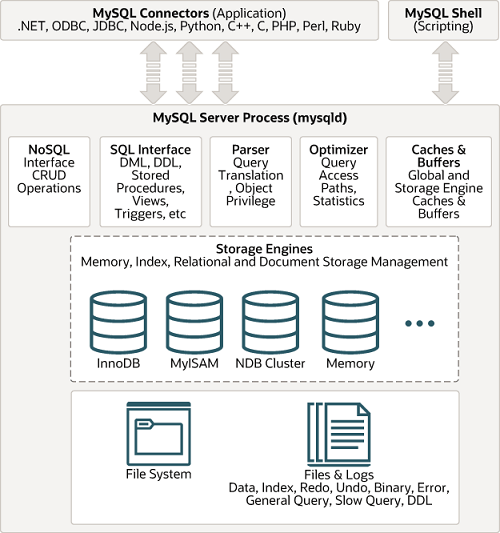 MySQL Connectors (Application)
.NET, ODBC, JDBC, Node.js, Python, C++, C, PHP, Perl, Ruby
MySQL Shell
(Scripting)
MySQL Server Process (mysqld)
NoSQL
Interface
CRUD
Operations
SQL Interface
DML, DDL,
Stored
Procedures,
Views,
Triggers, etc
Parser
Query
Translation
, Object
Privilege
Optimizer
Query
Access
Paths,
Statistics
Caches &
Buffers
Global and
Storage Engine
Caches &
Buffers
Storage Engines
Memory, Index, Relational and Document Storage Management
InnoDB
MyISAM
NDB Cluster
Memory
File System
Files & Logs
Data, Index, Redo, Undo, Binary, Error,
General Query, Slow Query, DDL